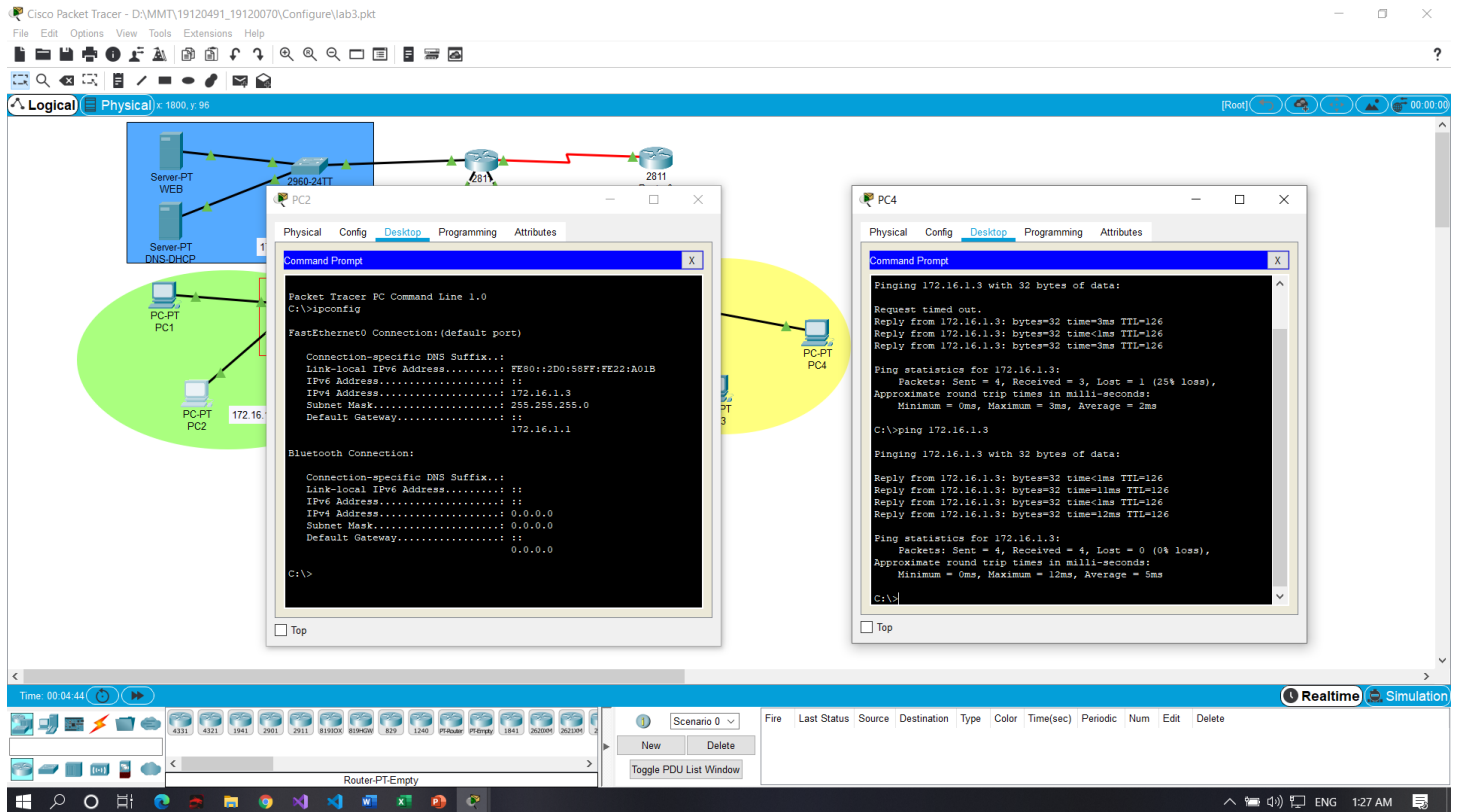 Cisco Packet Tracer - D:\MMT\19120491_19120070\Configure\lab3.pkt
File Edit Options View Tools Extensions Help
?
Logical Physical x: 1800, y: 96 [Root] 00:00:00
Server-PT
WEB
2960-24TT
2811
2811
Server-PT
DNS-DHCP
PC-PT
PC1
PC-PT
PC2
172.16.
PC-PT
PC4
PT
3
PC2
Physical Config Desktop Programming Attributes
Command Prompt X
Packet Tracer PC Command Line 1.0
C:\>ipconfig
FastEthernet0 Connection:(default port)
Connection-specific DNS Suffix..:
Link-local IPv6 Address.........: FE80::2D0:58FF:FE22:A01B
IPv6 Address....................: ::
IPv4 Address....................: 172.16.1.3
Subnet Mask.....................: 255.255.255.0
Default Gateway.................: ::
172.16.1.1
Bluetooth Connection:
Connection-specific DNS Suffix..:
Link-local IPv6 Address.........: ::
IPv6 Address....................: ::
IPv4 Address....................: 0.0.0.0
Subnet Mask.....................: 0.0.0.0
Default Gateway.................: ::
0.0.0.0
C:\>
Top
PC4
Physical Config Desktop Programming Attributes
Command Prompt X
Pinging 172.16.1.3 with 32 bytes of data:
Request timed out.
Reply from 172.16.1.3: bytes=32 time=3ms TTL=126
Reply from 172.16.1.3: bytes=32 time<1ms TTL=126
Reply from 172.16.1.3: bytes=32 time=3ms TTL=126
Ping statistics for 172.16.1.3:
Packets: Sent = 4, Received = 3, Lost = 1 (25% loss),
Approximate round trip times in milli-seconds:
Minimum = 0ms, Maximum = 3ms, Average = 2ms
C:\>ping 172.16.1.3
Pinging 172.16.1.3 with 32 bytes of data:
Reply from 172.16.1.3: bytes=32 time<1ms TTL=126
Reply from 172.16.1.3: bytes=32 time=11ms TTL=126
Reply from 172.16.1.3: bytes=32 time<1ms TTL=126
Reply from 172.16.1.3: bytes=32 time=12ms TTL=126
Ping statistics for 172.16.1.3:
Packets: Sent = 4, Received = 4, Lost = 0 (0% loss),
Approximate round trip times in milli-seconds:
Minimum = 0ms, Maximum = 12ms, Average = 5ms
C:\>
Top
Time: 00:04:44 Realtime Simulation
4331 4321 1941 2901 2911 819IOX 819HGW 829 1240 PT-Router PT-Empty 1841 2620XM 2621XM 2
Router-PT-Empty
Scenario 0
New Delete
Toggle PDU List Window
Fire Last Status Source Destination Type Color Time(sec) Periodic Num Edit Delete
ENG 1:27 AM